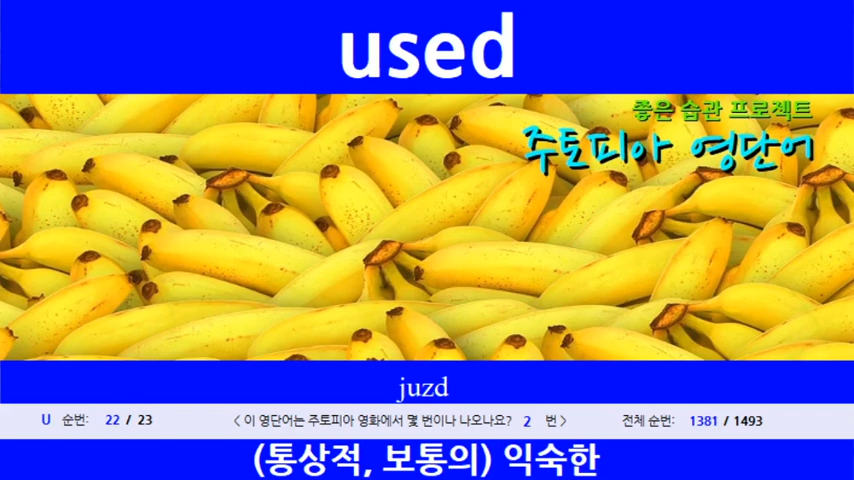 used
좋은 습관 프로젝트
주토피아 영단어
juzd
U 순번: 22 / 23 < 이 영단어는 주토피아 영화에서 몇 번이나 나오나요? 2 번 > 전체 순번: 1381 / 1493
(통상적, 보통의) 익숙한